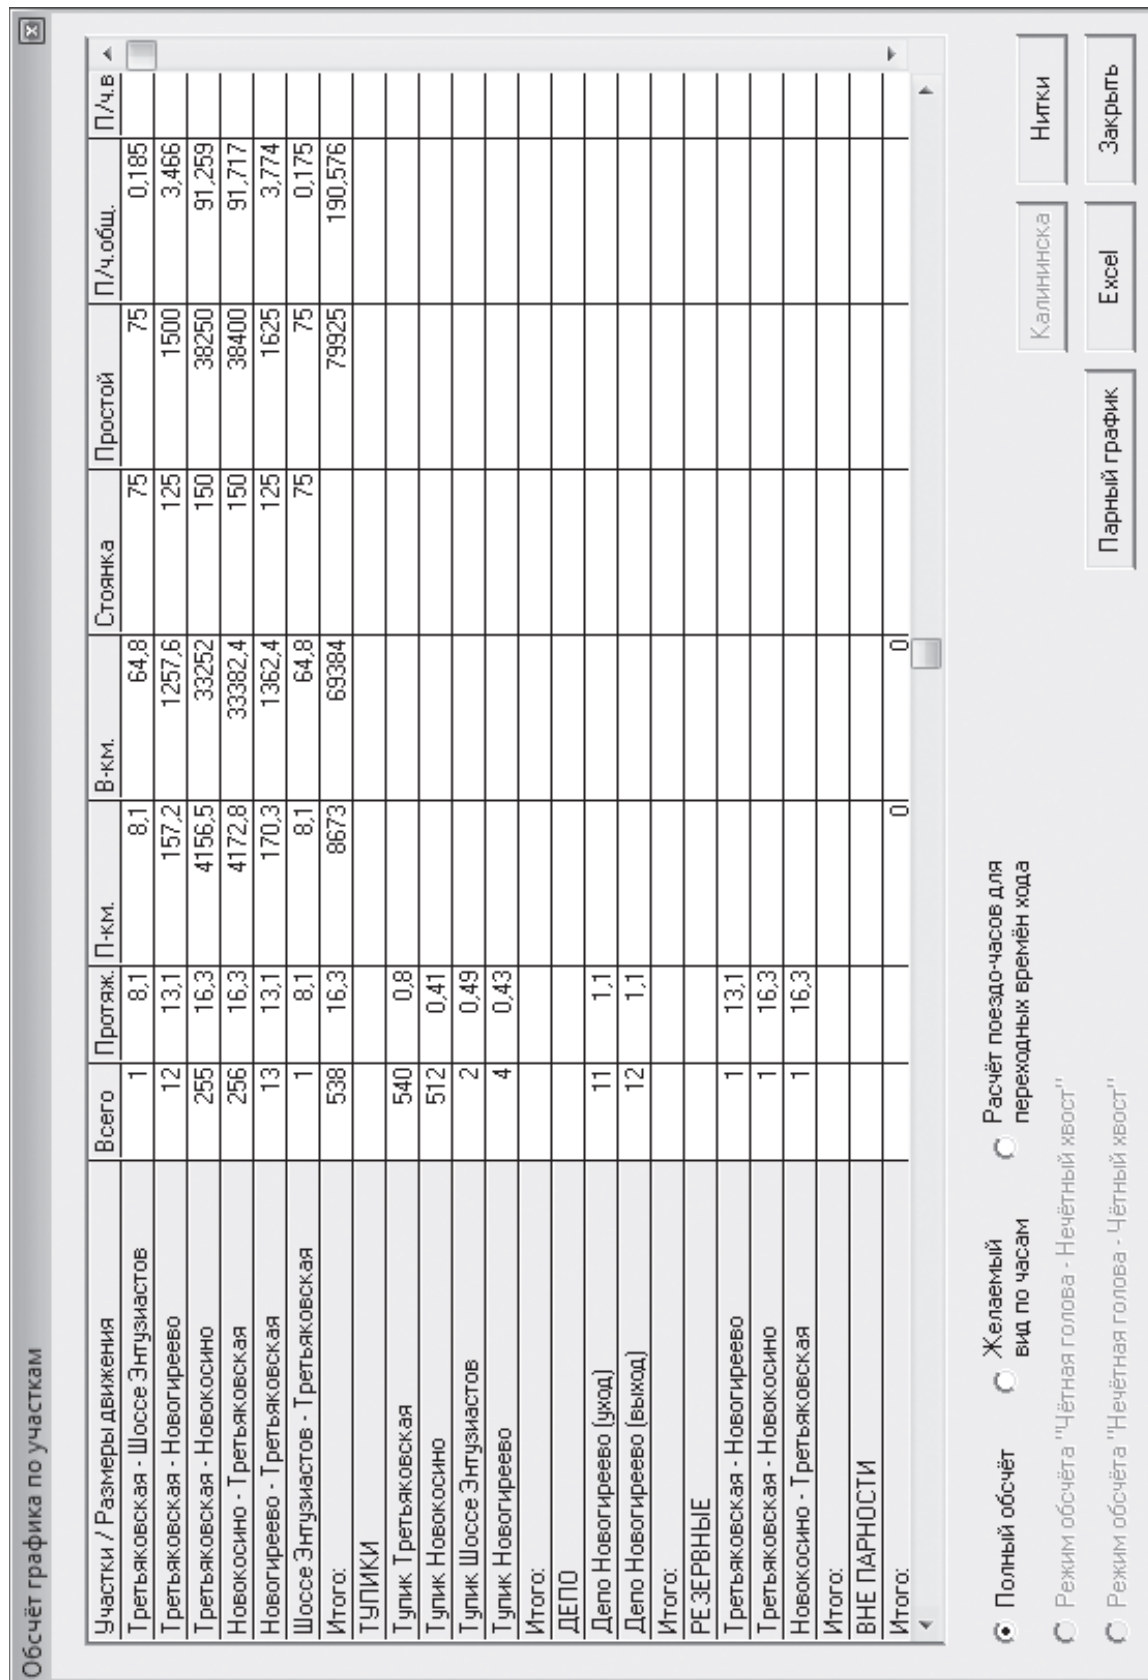 Обсчёт графика по участкам
Участки / Размеры движения Всего Протяж. П-км. В-км. Стоянка Простой П/ч.общ. П/ч.в
Третьяковская - Шоссе Энтузиастов 1 8,1 8,1 64,8 75 75 0,185
Третьяковская - Новогиреево 12 13,1 157,2 1257,6 125 1500 3,466
Третьяковская - Новокосино 255 16,3 4156,5 33252 150 38250 91,259
Новокосино - Третьяковская 256 16,3 4172,8 33382,4 150 38400 91,717
Новогиреево - Третьяковская 13 13,1 170,3 1362,4 125 1625 3,774
Шоссе Энтузиастов - Третьяковская 1 8,1 8,1 64,8 75 75 0,175
Итого: 538 16,3 8673 69384 79925 190,576
ТУПИКИ
Тупик Третьяковская 540 0,8
Тупик Новокосино 512 0,41
Тупик Шоссе Энтузиастов 2 0,49
Тупик Новогиреево 4 0,43
Итого:
ДЕПО
Депо Новогиреево (уход) 11 1,1
Депо Новогиреево (выход) 12 1,1
Итого:
РЕЗЕРВНЫЕ
Третьяковская - Новогиреево 1 13,1
Третьяковская - Новокосино 1 16,3
Новокосино - Третьяковская 1 16,3
Итого:
ВНЕ ПАРНОСТИ
Итого: 0 0
Полный обсчёт
Желаемый
вид по часам
Расчёт поездо-часов для
переходных времён хода
Режим обсчёта "Чётная голова - Нечётный хвост"
Режим обсчёта "Нечётная голова - Чётный хвост"
Калининска
Нитки
Парный график
Excel
Закрыть